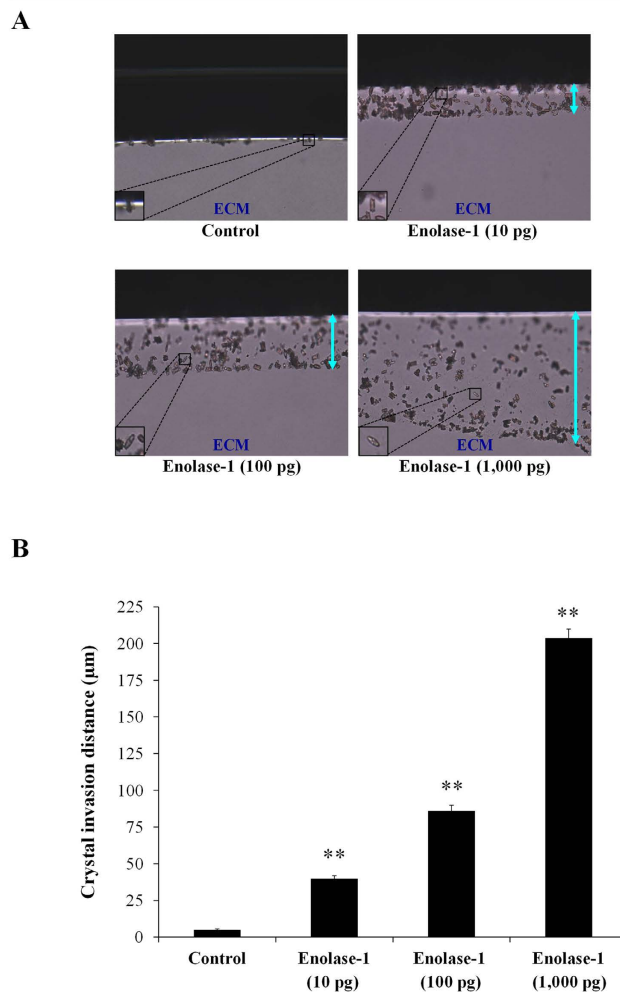 A
ECM
Control
ECM
Enolase-1 (10 pg)
ECM
Enolase-1 (100 pg)
ECM
Enolase-1 (1,000 pg)
B
Crystal invasion distance (µm)
225
200
175
150
125
100
75
50
25
0
**
**
**
Control
Enolase-1
(10 pg)
Enolase-1
(100 pg)
Enolase-1
(1,000 pg)